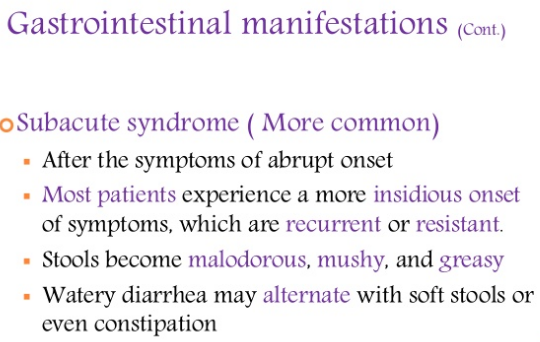 Gastrointestinal manifestations (Cont.)
Subacute syndrome ( More common)
After the symptoms of abrupt onset
Most patients experience a more insidious onset
of symptoms, which are recurrent or resistant.
Stools become malodorous, mushy, and greasy
Watery diarrhea may alternate with soft stools or
even constipation